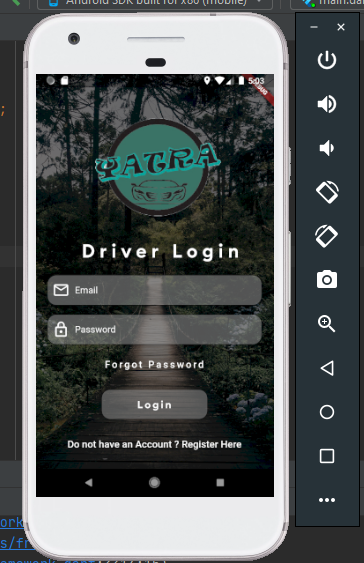 Android SDK built for x86 (mobile)
main.da
;
5:03
YATRA
Driver Login
Email
Password
Forgot Password
Login
Do not have an Account ? Register Here
ork
s/fr